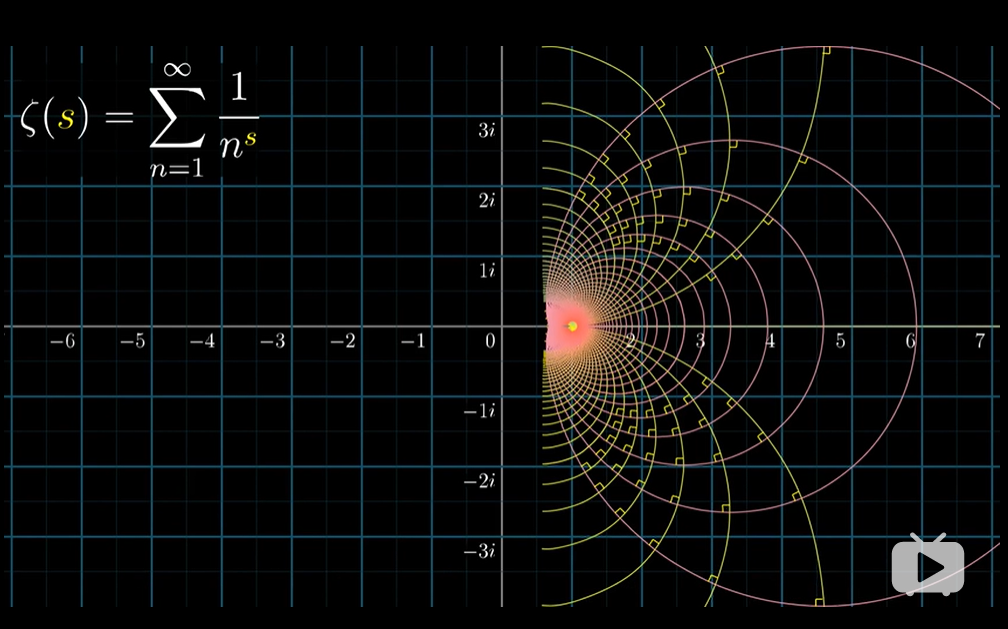 ζ(s) = ∑_{n=1}^{∞} 1/n^s
3i
2i
1i
−6 −5 −4 −3 −2 −1 0 2 3 4 5 6 7
−1i
−2i
−3i